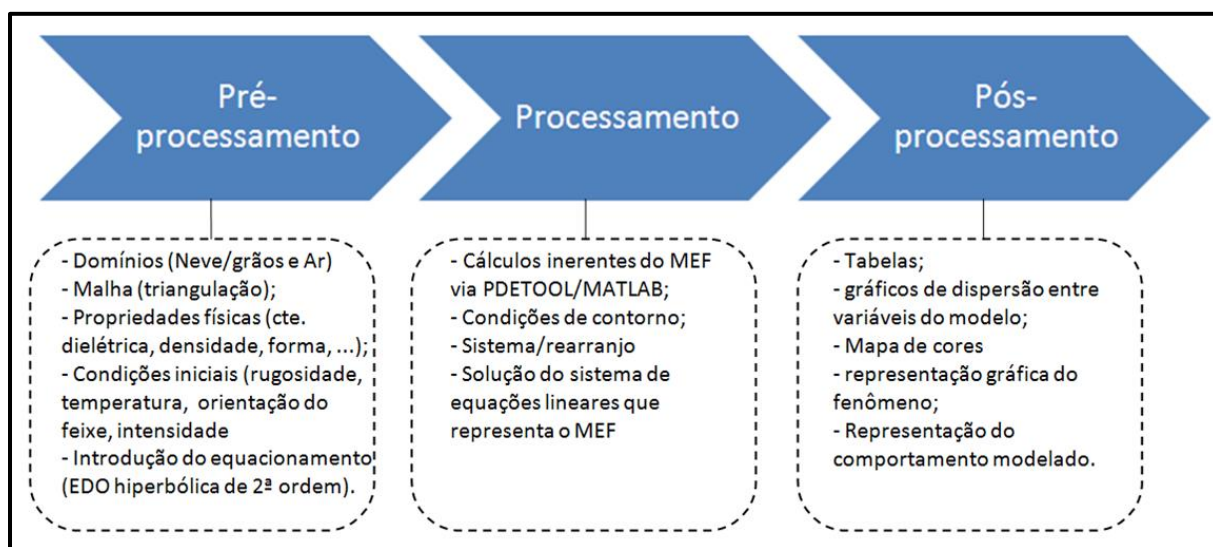 Pré-
processamento
Processamento
Pós-
processamento
- Domínios (Neve/grãos e Ar)
- Malha (triangulação);
- Propriedades físicas (cte.
dielétrica, densidade, forma, ...);
- Condições iniciais (rugosidade,
temperatura, orientação do
feixe, intensidade
- Introdução do equacionamento
(EDO hiperbólica de 2ª ordem).
- Cálculos inerentes do MEF
via PDETOOL/MATLAB;
- Condições de contorno;
- Sistema/rearranjo
- Solução do sistema de
equações lineares que
representa o MEF
- Tabelas;
- gráficos de dispersão entre
variáveis do modelo;
- Mapa de cores
- representação gráfica do
fenômeno;
- Representação do
comportamento modelado.